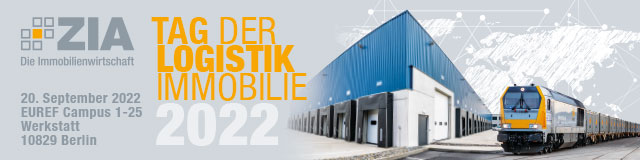 ZIA
Die Immobilienwirtschaft
20. September 2022
EUREF Campus 1-25
Werkstatt
10829 Berlin
TAG DER
LOGISTIK
IMMOBILIE
2022